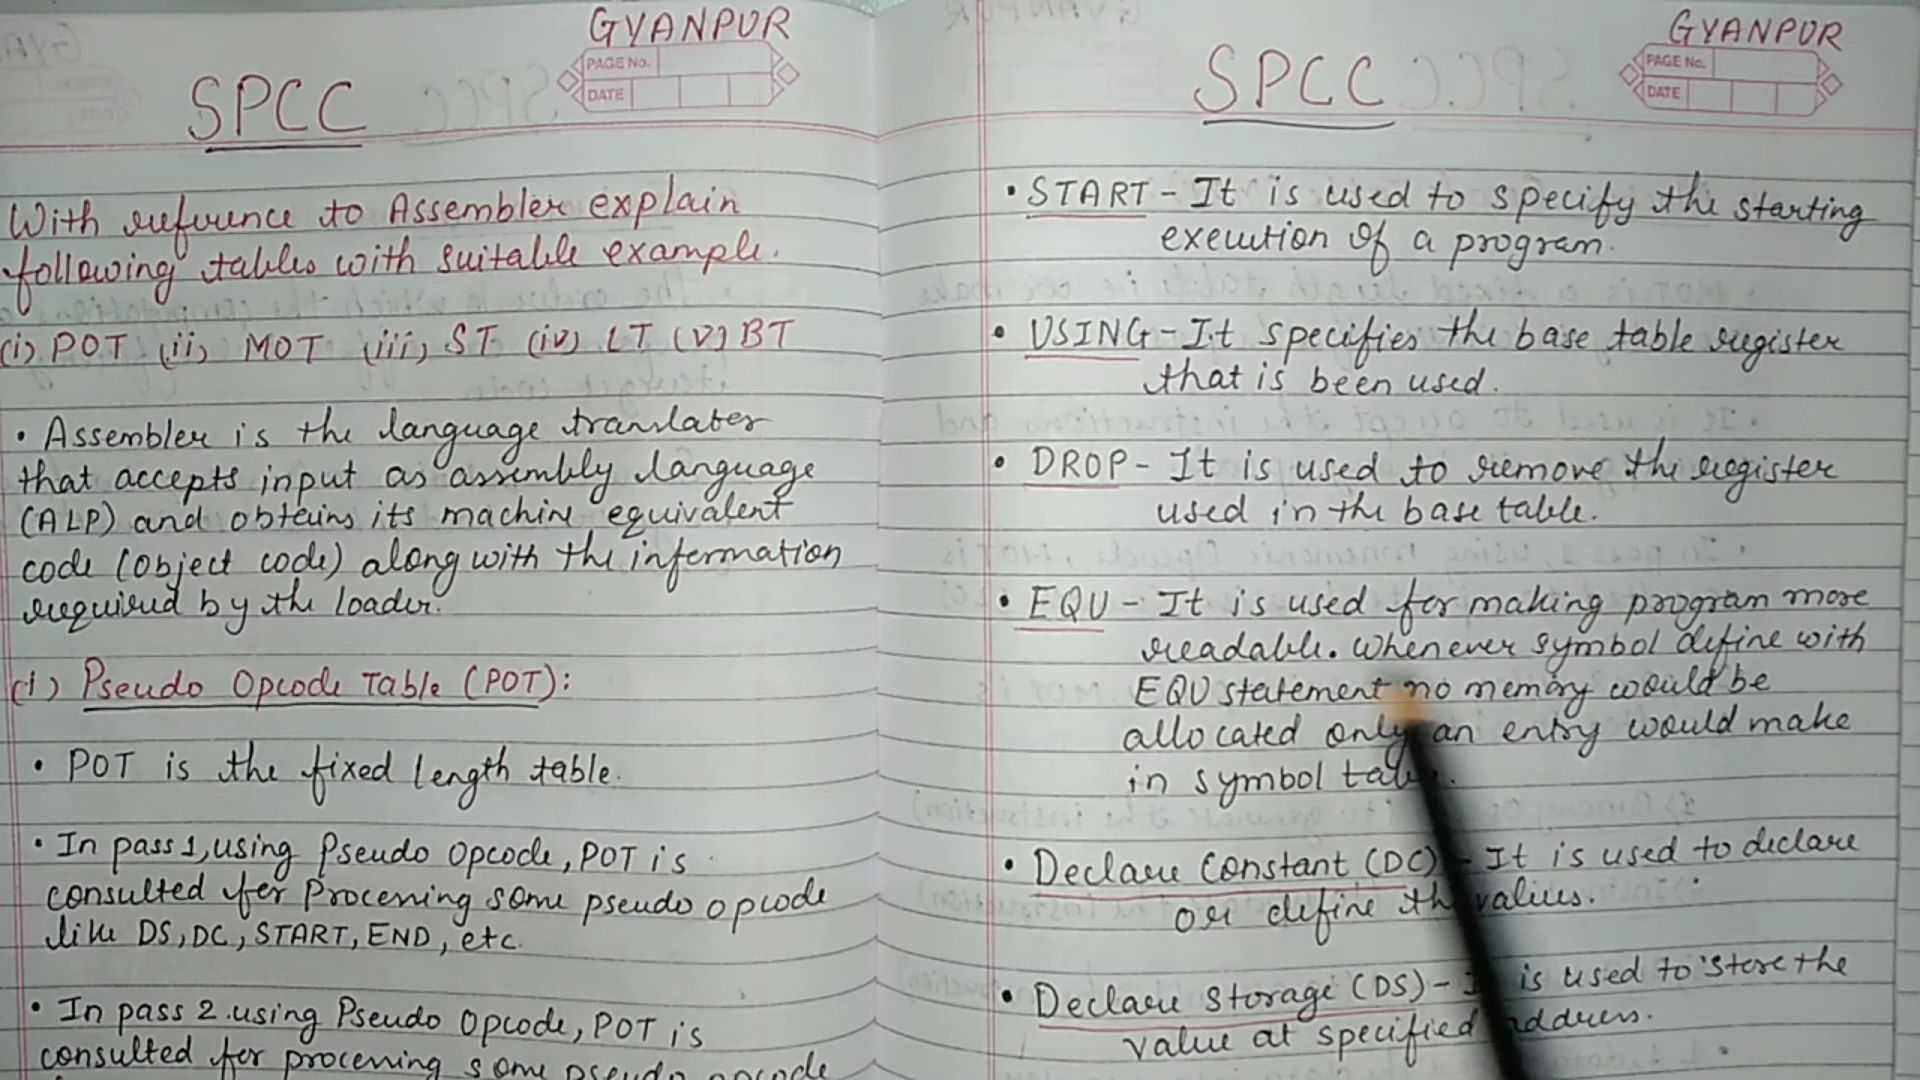 GYANPUR
PAGE No.
DATE
SPCC
With reference to Assembler explain
following tables with suitable example.
(i) POT (ii) MOT (iii) ST (iv) LT (v) BT
• Assembler is the language translater
that accepts input as assembly language
(ALP) and obtains its machine equivalent
code (object code) along with the information
required by the loader.
(i) Pseudo Opcode Table (POT):
• POT is the fixed length table.
• In pass 1, using Pseudo Opcode, POT is
consulted for Processing some pseudo opcode
like DS, DC, START, END, etc.
• In pass 2 using Pseudo Opcode, POT is
consulted for processing some pseudo opcode
GYANPUR
PAGE No.
DATE
SPCC
• START - It is used to specify the starting
execution of a program.
• USING - It specifies the base table register
that is been used.
• DROP - It is used to remove the register
used in the base table.
• EQU - It is used for making program more
readable. Whenever symbol define with
EQU statement no memory would be
allocated only an entry would make
in symbol
• Declare Constant (DC) - It is used to declare
or define the values.
• Declare Storage (DS) - is used to store the
value at specified address.